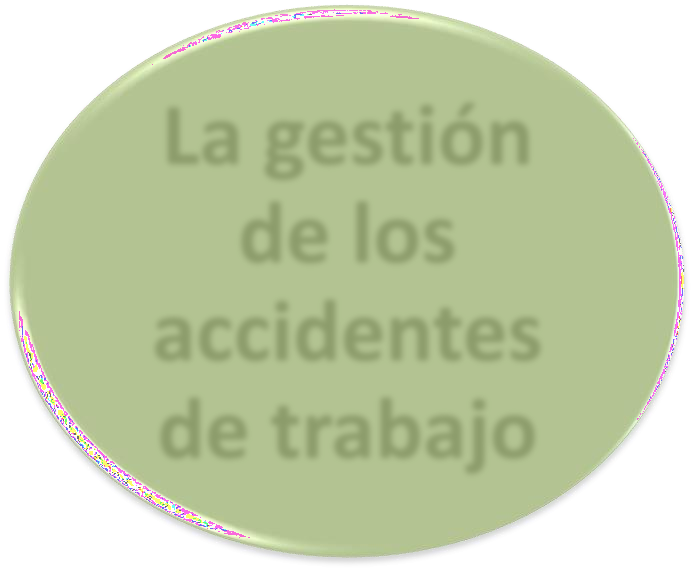 La gestión
de los
accidentes
de trabajo